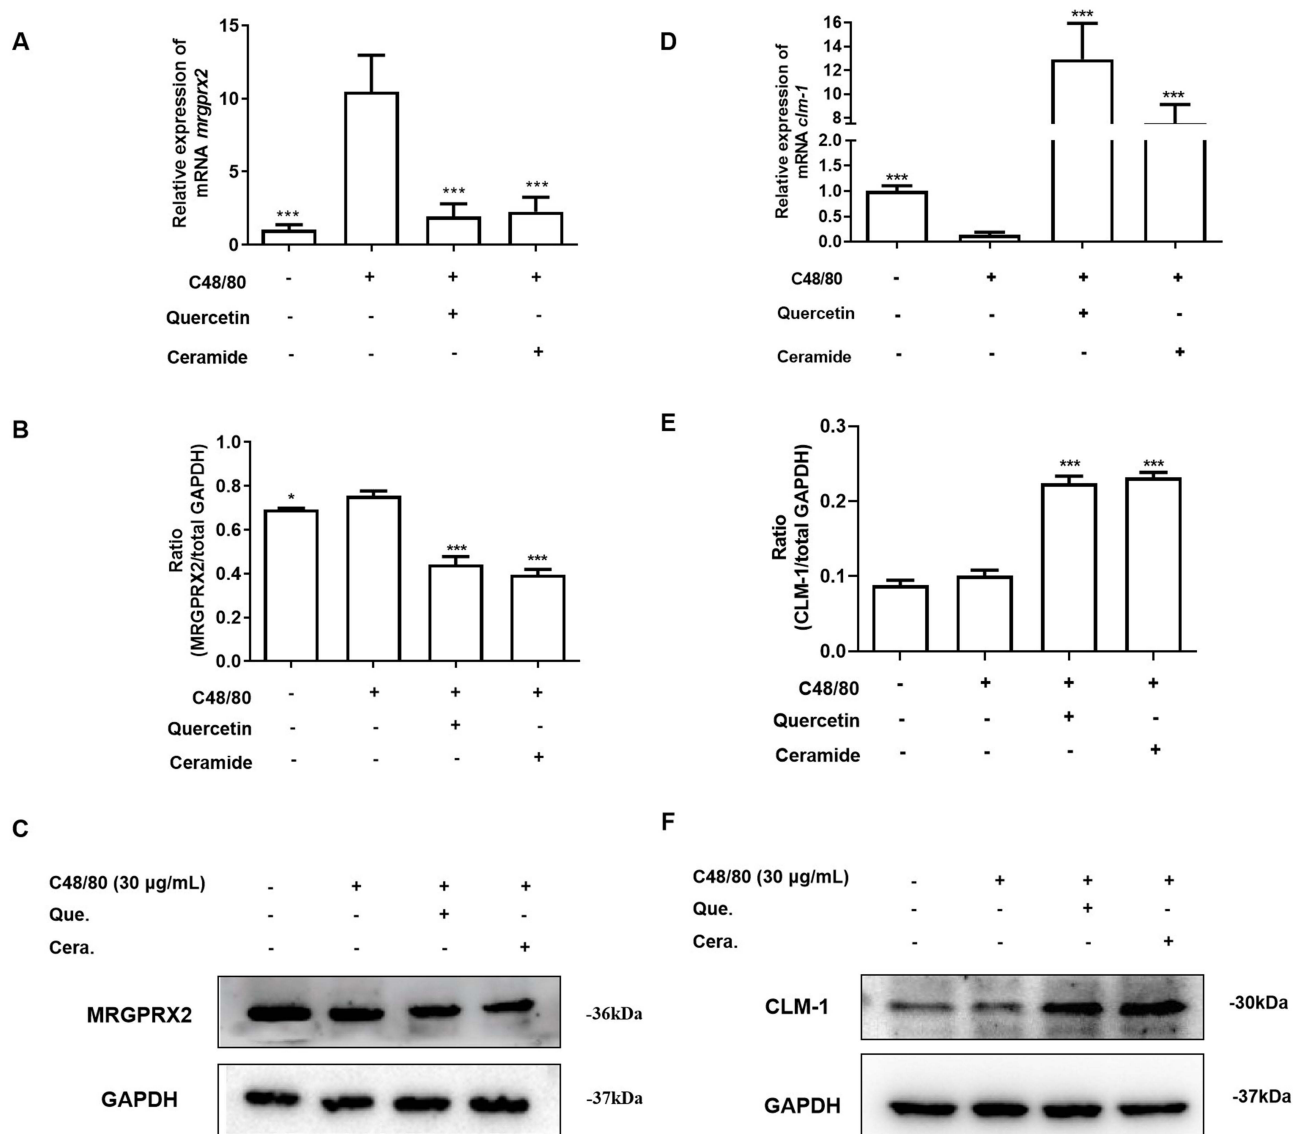 A
Relative expression of
mRNA mrgprx2
15
10
5
0
***
***
***
C48/80 - + + +
Quercetin - - + -
Ceramide - - - +
B
Ratio
(MRGPRX2/total GAPDH)
1.0
0.8
0.6
0.4
0.2
0.0
*
***
***
C48/80 - + + +
Quercetin - - + -
Ceramide - - - +
C
C48/80 (30 µg/mL) - + + +
Que. - - + -
Cera. - - - +
MRGPRX2 -36kDa
GAPDH -37kDa
D
Relative expression of
mRNA clm-1
16
14
12
10
8
2.0
1.5
1.0
0.5
0.0
***
***
***
C48/80 - + + +
Quercetin - - + -
Ceramide - - - +
E
Ratio
(CLM-1/total GAPDH)
0.3
0.2
0.1
0.0
***
***
C48/80 - + + +
Quercetin - - + -
Ceramide - - - +
F
C48/80 (30 µg/mL) - + + +
Que. - - + -
Cera. - - - +
CLM-1 -30kDa
GAPDH -37kDa